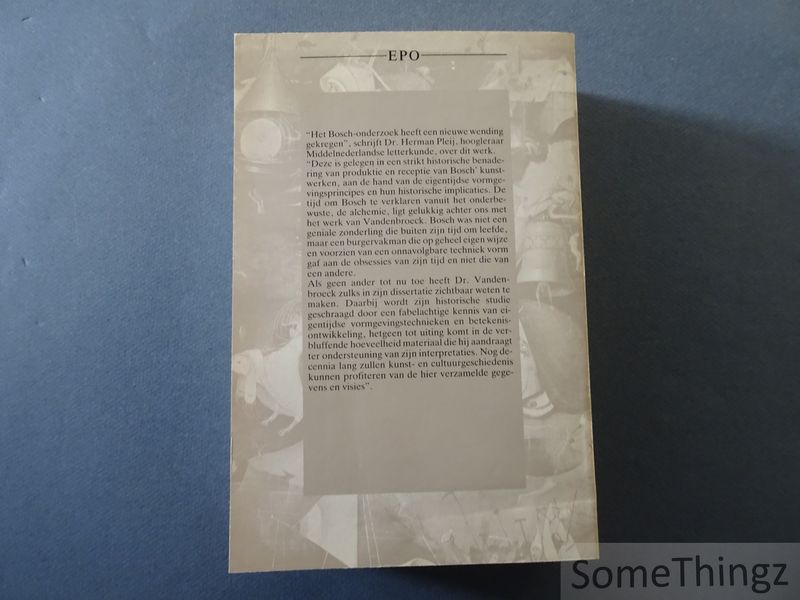 EPO
"Het Bosch-onderzoek heeft een nieuwe wending
gekregen", schrijft Dr. Herman Pleij, hoogleraar
Middelnederlandse letterkunde, over dit werk.
"Deze is gelegen in een strikt historische benade-
ring van produktie en receptie van Bosch' kunst-
werken, aan de hand van de eigentijdse vormge-
vingsprincipes en hun historische implicaties. De
tijd om Bosch te verklaren vanuit het onderbe-
wuste, de alchemie, ligt gelukkig achter ons met
het werk van Vandenbroeck. Bosch was niet een
geniale zonderling die buiten zijn tijd om leefde,
maar een burgervakman die op geheel eigen wijze
en voorzien van een onnavolgbare techniek vorm
gaf aan de obsessies van zijn tijd en niet die van
een andere.
Als geen ander tot nu toe heeft Dr. Vanden-
broeck zulks in zijn dissertatie zichtbaar weten te
maken. Daarbij wordt zijn historische studie
geschraagd door een fabelachtige kennis van ei-
gentijdse vormgevingstechnieken en betekenis-
ontwikkeling, hetgeen tot uiting komt in de ver-
bluffende hoeveelheid materiaal die hij aandraagt
ter ondersteuning van zijn interpretaties. Nog de-
cennia lang zullen kunst- en cultuurgeschiedenis
kunnen profiteren van de hier verzamelde gege-
vens en visies".
SomeThingz